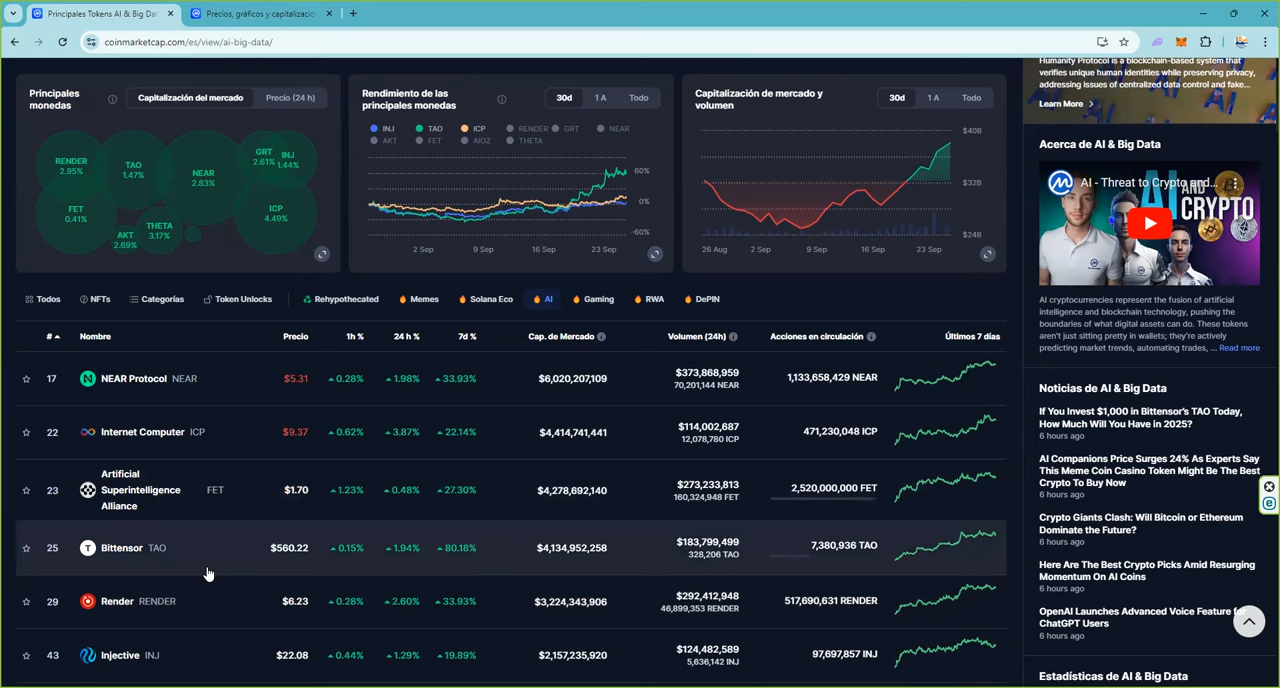 Principales Tokens AI & Big Da
Precios, gráficos y capitalizació
coinmarketcap.com/es/view/ai-big-data/
Principales monedas
Capitalización del mercado
Precio (24 h)
RENDER
2.95%
TAO
1.47%
NEAR
2.83%
GRT
2.61%
INJ
1.44%
FET
0.41%
AKT
2.69%
THETA
3.17%
ICP
4.49%
Rendimiento de las principales monedas
30d
1 A
Todo
INJ TAO ICP RENDER GRT NEAR
AKT FET AIOZ THETA
60%
0%
-60%
2 Sep 9 Sep 16 Sep 23 Sep
Capitalización de mercado y volumen
30d
1 A
Todo
$40B
$32B
$24B
26 Aug 2 Sep 9 Sep 16 Sep 23 Sep
Todos NFTs Categorías Token Unlocks Rehypothecated Memes Solana Eco AI Gaming RWA DePIN
# Nombre Precio 1h % 24 h % 7d % Cap. de Mercado Volumen (24h) Acciones en circulación Últimos 7 días
17 NEAR Protocol NEAR $5.31 0.28% 1.98% 33.93% $6,020,207,109 $373,868,959 1,133,658,429 NEAR
70,201,144 NEAR
22 Internet Computer ICP $9.37 0.62% 3.87% 22.14% $4,414,741,441 $114,002,687 471,230,048 ICP
12,078,780 ICP
23 Artificial Superintelligence Alliance FET $1.70 1.23% 0.48% 27.30% $4,278,692,140 $273,233,813 2,520,000,000 FET
160,324,948 FET
25 T Bittensor TAO $560.22 0.15% 1.94% 80.18% $4,134,952,258 $183,799,499 7,380,936 TAO
328,206 TAO
29 Render RENDER $6.23 0.28% 2.60% 33.93% $3,224,343,906 $292,412,948 517,690,631 RENDER
46,899,353 RENDER
43 Injective INJ $22.08 0.44% 1.29% 19.89% $2,157,235,920 $124,482,589 97,697,857 INJ
5,636,142 INJ
Humanity Protocol is a blockchain-based system that
verifies unique human identities while preserving privacy,
addressing issues of centralized data control and fake...
Learn More
Acerca de AI & Big Data
AI - Threat to Crypto and...
AI AND
CRYPTO
AI cryptocurrencies represent the fusion of artificial
intelligence and blockchain technology, pushing the
boundaries of what digital assets can do. These tokens
aren't just sitting pretty in wallets; they're actively
predicting market trends, automating trades, ... Read more
Noticias de AI & Big Data
If You Invest $1,000 in Bittensor's TAO Today,
How Much Will You Have in 2025?
6 hours ago
AI Companions Price Surges 24% As Experts Say
This Meme Coin Casino Token Might Be The Best
Crypto To Buy Now
6 hours ago
Crypto Giants Clash: Will Bitcoin or Ethereum
Dominate the Future?
6 hours ago
Here Are The Best Crypto Picks Amid Resurging
Momentum On AI Coins
6 hours ago
OpenAI Launches Advanced Voice Feature for
ChatGPT Users
6 hours ago
Estadísticas de AI & Big Data